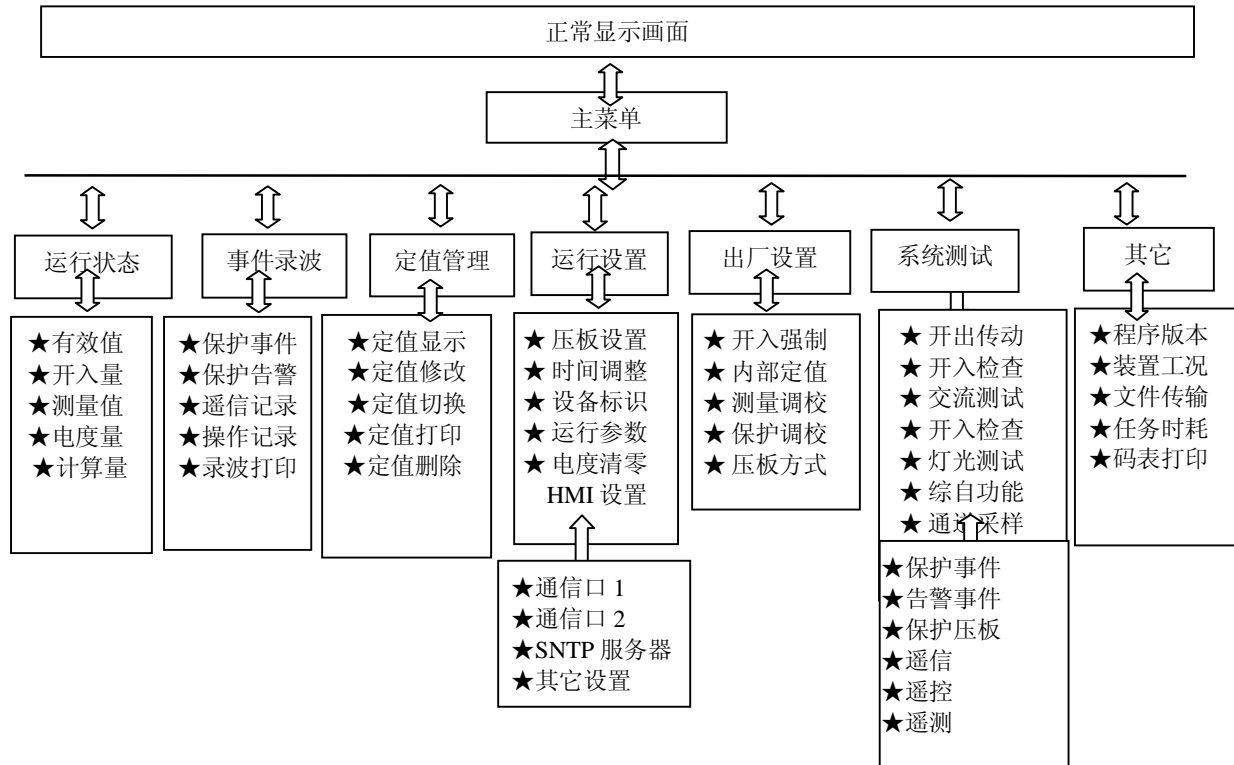 正常显示画面
主菜单
运行状态
★有效值
★开入量
★测量值
★电度量
★计算量
事件录波
★保护事件
★保护告警
★遥信记录
★操作记录
★录波打印
定值管理
★定值显示
★定值修改
★定值切换
★定值打印
★定值删除
运行设置
★压板设置
★时间调整
★设备标识
★运行参数
★电度清零
HMI 设置
★通信口 1
★通信口 2
★SNTP 服务器
★其它设置
出厂设置
★开入强制
★内部定值
★测量调校
★保护调校
★压板方式
系统测试
★开出传动
★开入检查
★交流测试
★开入检查
★灯光测试
★综自功能
★通道采样
★保护事件
★告警事件
★保护压板
★遥信
★遥控
★遥测
其它
★程序版本
★装置工况
★文件传输
★任务时耗
★码表打印